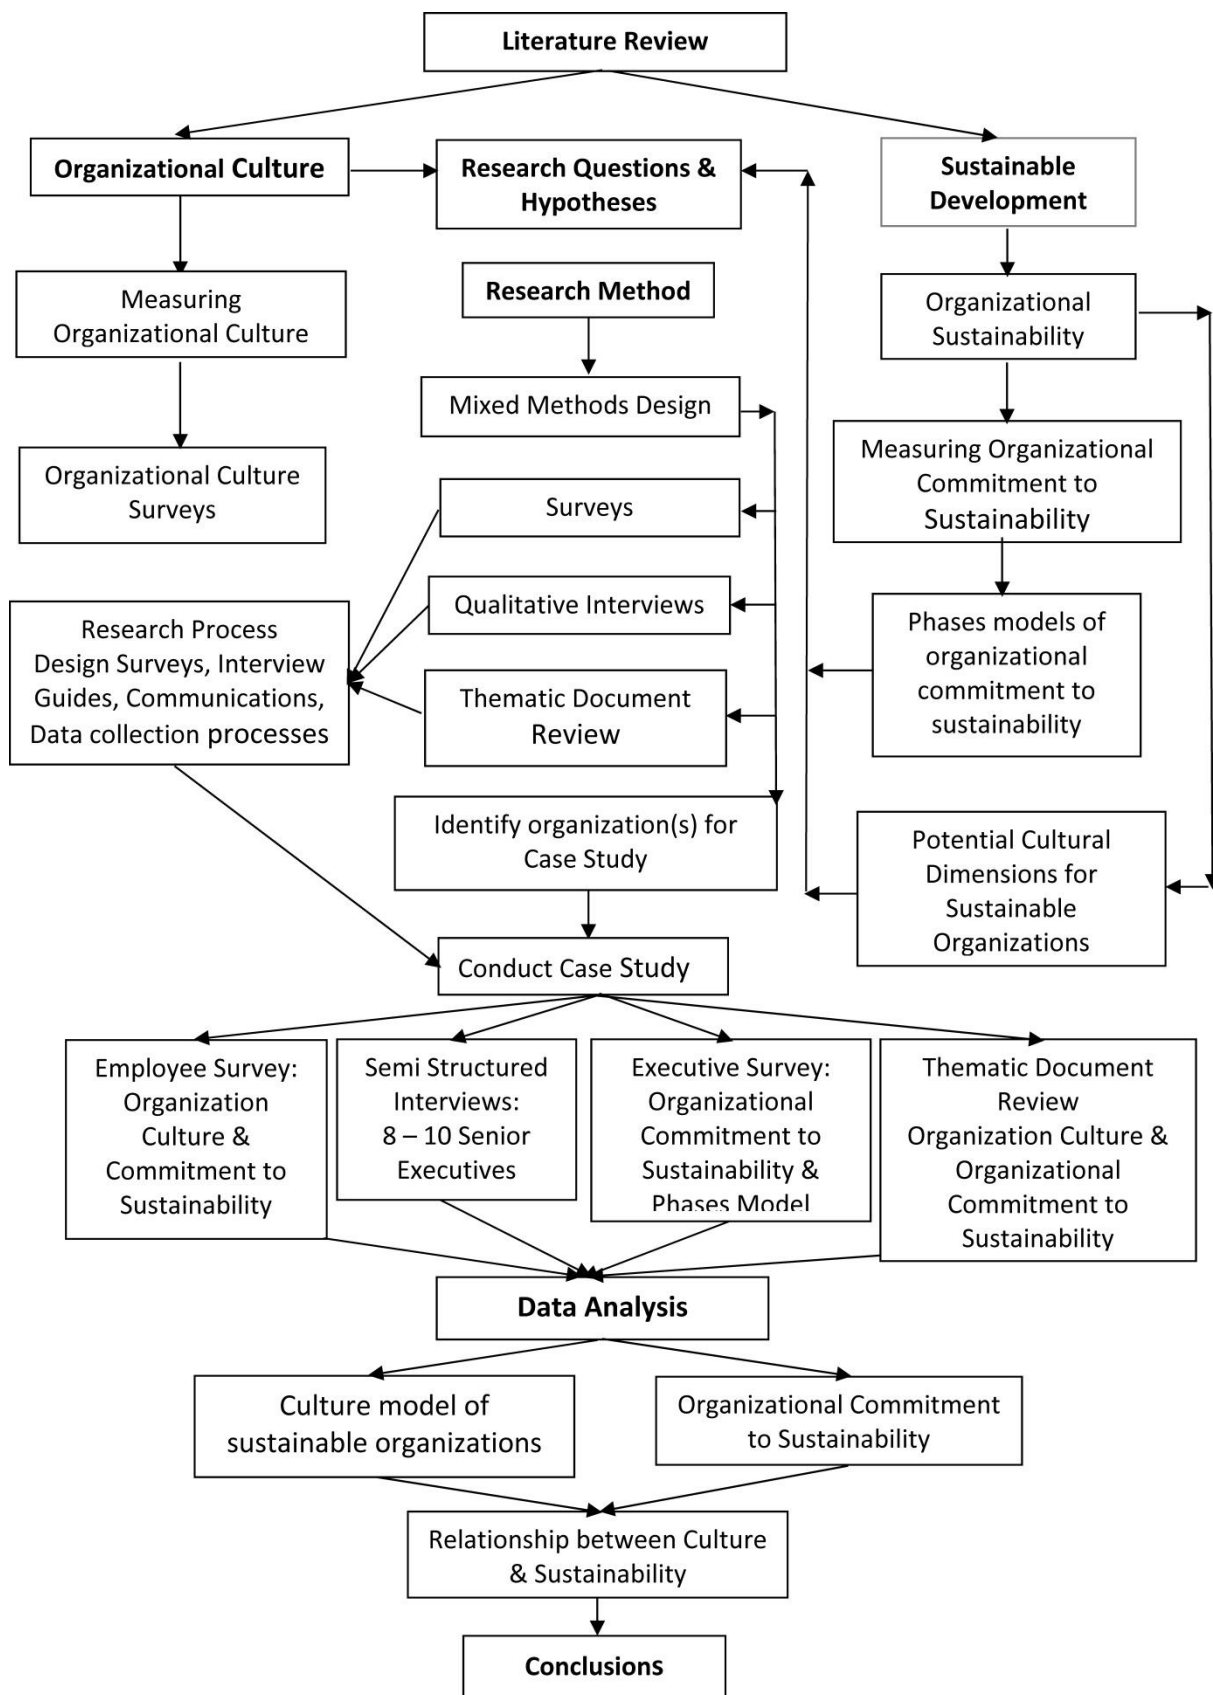 Literature Review
Organizational Culture
Research Questions &
Hypotheses
Sustainable
Development
Measuring
Organizational Culture
Research Method
Organizational
Sustainability
Mixed Methods Design
Organizational Culture
Surveys
Surveys
Measuring Organizational
Commitment to
Sustainability
Qualitative Interviews
Research Process
Design Surveys, Interview
Guides, Communications,
Data collection processes
Thematic Document
Review
Phases models of
organizational
commitment to
sustainability
Identify organization(s) for
Case Study
Potential Cultural
Dimensions for
Sustainable
Organizations
Conduct Case Study
Employee Survey:
Organization
Culture &
Commitment to
Sustainability
Semi Structured
Interviews:
8 – 10 Senior
Executives
Executive Survey:
Organizational
Commitment to
Sustainability &
Phases Model
Thematic Document
Review
Organization Culture &
Organizational
Commitment to
Sustainability
Data Analysis
Culture model of
sustainable organizations
Organizational Commitment
to Sustainability
Relationship between Culture
& Sustainability
Conclusions